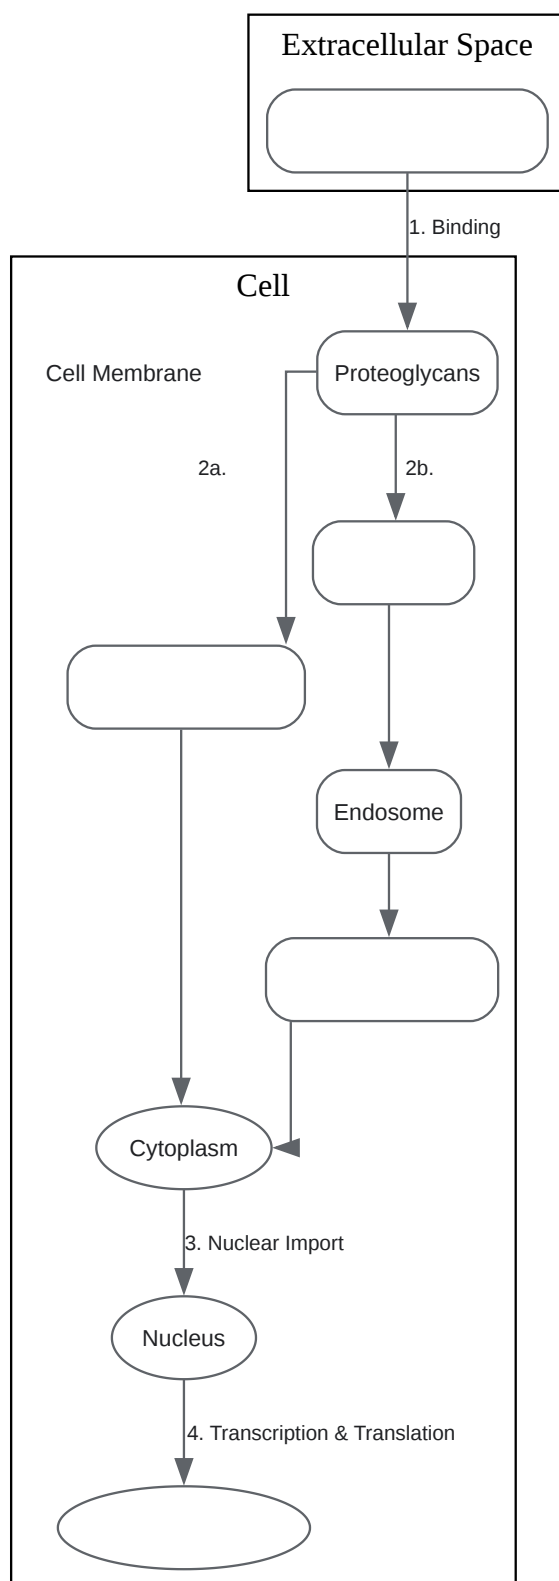 Extracellular Space
1. Binding
Cell
Cell Membrane
Proteoglycans
2a.
2b.
Endosome
Cytoplasm
3. Nuclear Import
Nucleus
4. Transcription & Translation